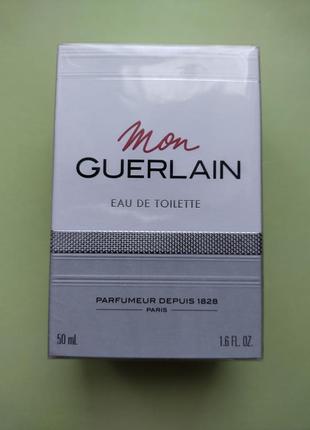 Mon
GUERLAIN
EAU DE TOILETTE
PARFUMEUR DEPUIS 1828
PARIS
50 mL 1.6 FL. OZ.